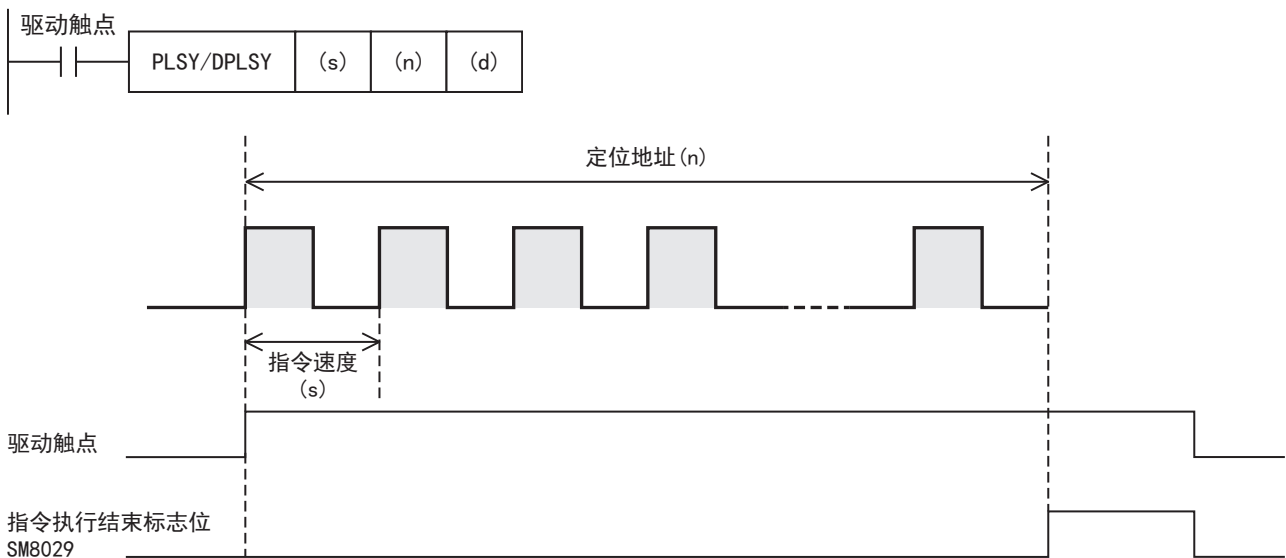 驱动触点
PLSY/DPLSY (s) (n) (d)
定位地址(n)
指令速度
(s)
驱动触点
指令执行结束标志位
SM8029